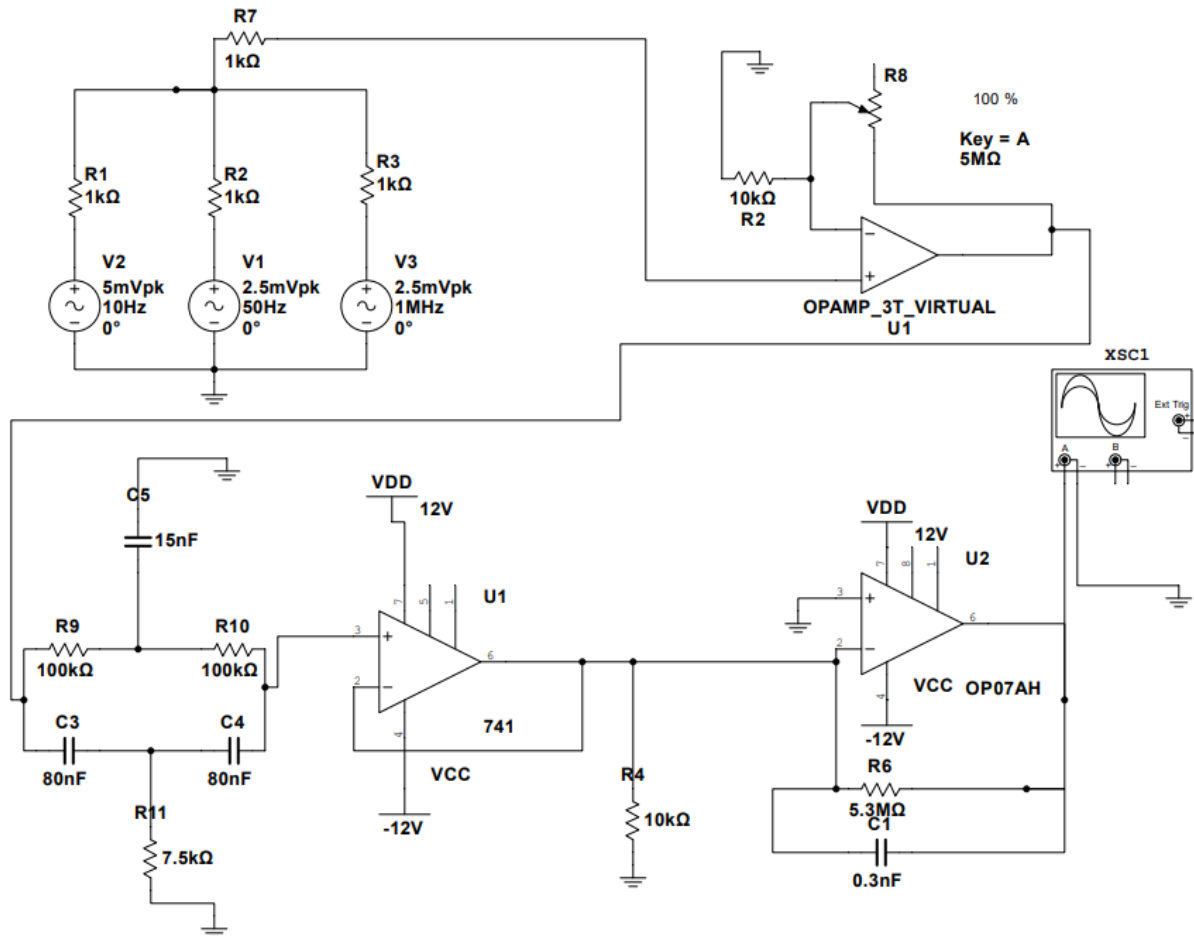 R7
1kΩ
R1
1kΩ
R2
1kΩ
R3
1kΩ
V2
5mVpk
10Hz
0°
V1
2.5mVpk
50Hz
0°
V3
2.5mVpk
1MHz
0°
R8
100 %
Key = A
5MΩ
10kΩ
R2
OPAMP_3T_VIRTUAL
U1
XSC1
Ext Trig
A
B
C5
15nF
R9
100kΩ
R10
100kΩ
C3
80nF
C4
80nF
R11
7.5kΩ
VDD
12V
U1
3
2
7
5
1
6
4
741
VCC
-12V
R4
10kΩ
VDD
12V
U2
3
2
7
8
1
6
4
VCC
OP07AH
-12V
R6
5.3MΩ
C1
0.3nF